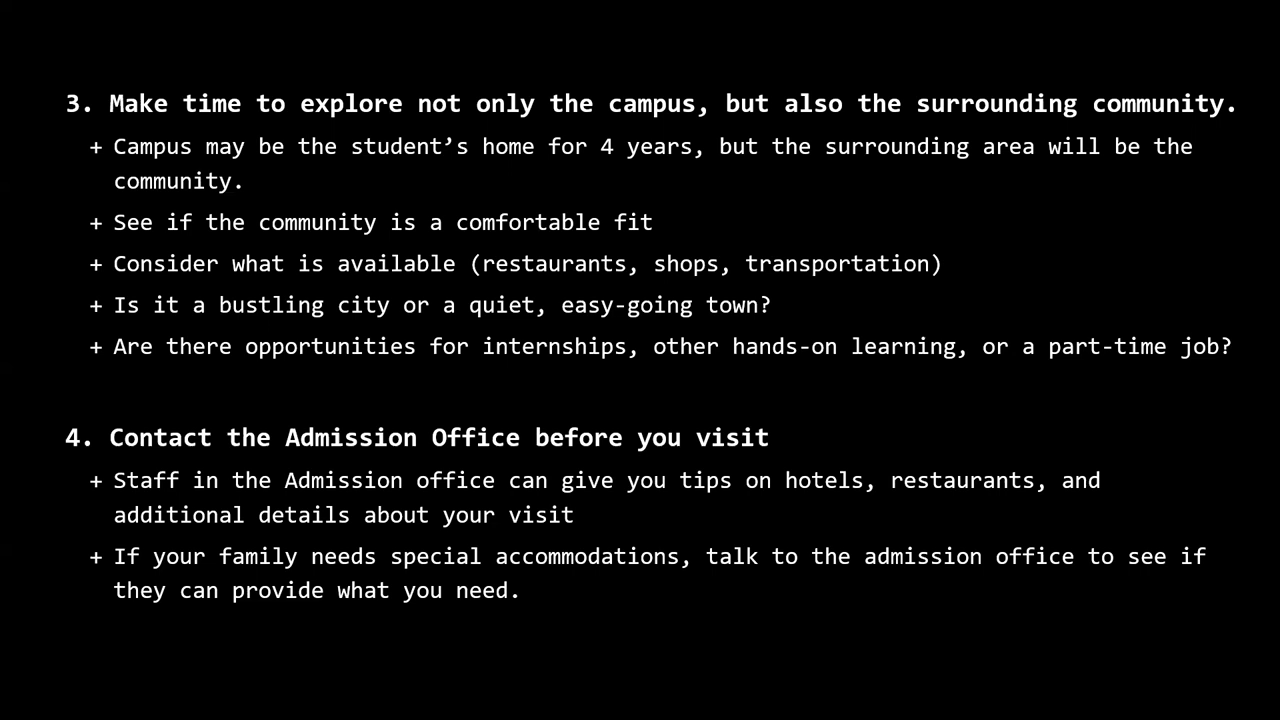 3. Make time to explore not only the campus, but also the surrounding community.
+ Campus may be the student’s home for 4 years, but the surrounding area will be the
community.
+ See if the community is a comfortable fit
+ Consider what is available (restaurants, shops, transportation)
+ Is it a bustling city or a quiet, easy-going town?
+ Are there opportunities for internships, other hands-on learning, or a part-time job?
4. Contact the Admission Office before you visit
+ Staff in the Admission office can give you tips on hotels, restaurants, and
additional details about your visit
+ If your family needs special accommodations, talk to the admission office to see if
they can provide what you need.